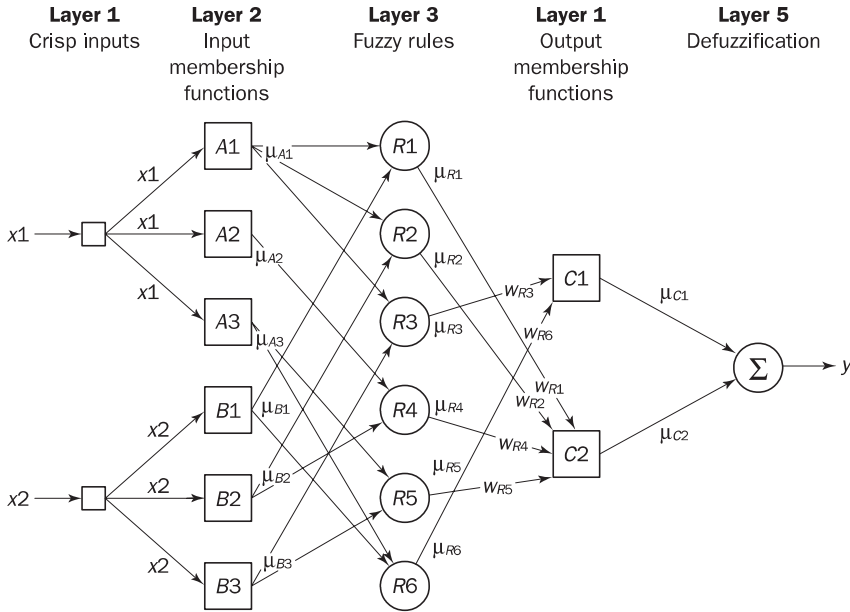 Layer 1
Crisp inputs
Layer 2
Input
membership
functions
Layer 3
Fuzzy rules
Layer 1
Output
membership
functions
Layer 5
Defuzzification
x1
x1
x1
x1
x2
x2
x2
x2
A1
A2
A3
B1
B2
B3
μA1
μA2
μA3
μB1
μB2
μB3
R1
R2
R3
R4
R5
R6
μR1
μR2
μR3
μR4
μR5
μR6
wR3
wR6
wR1
wR2
wR4
wR5
C1
C2
μC1
μC2
Σ
y